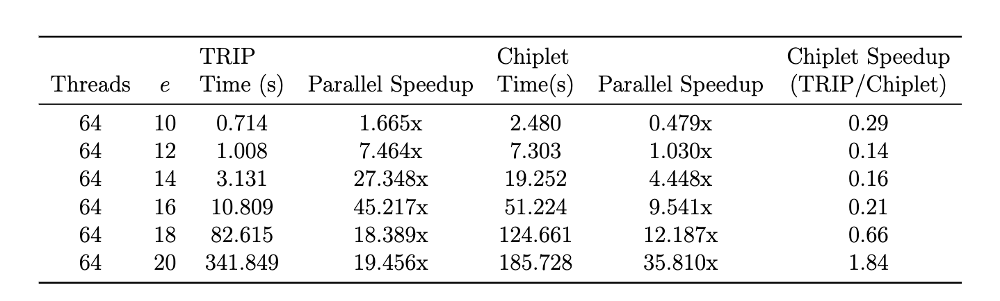 TRIP Chiplet Chiplet Speedup
Threads e Time (s) Parallel Speedup Time(s) Parallel Speedup (TRIP/Chiplet)
64 10 0.714 1.665x 2.480 0.479x 0.29
64 12 1.008 7.464x 7.303 1.030x 0.14
64 14 3.131 27.348x 19.252 4.448x 0.16
64 16 10.809 45.217x 51.224 9.541x 0.21
64 18 82.615 18.389x 124.661 12.187x 0.66
64 20 341.849 19.456x 185.728 35.810x 1.84